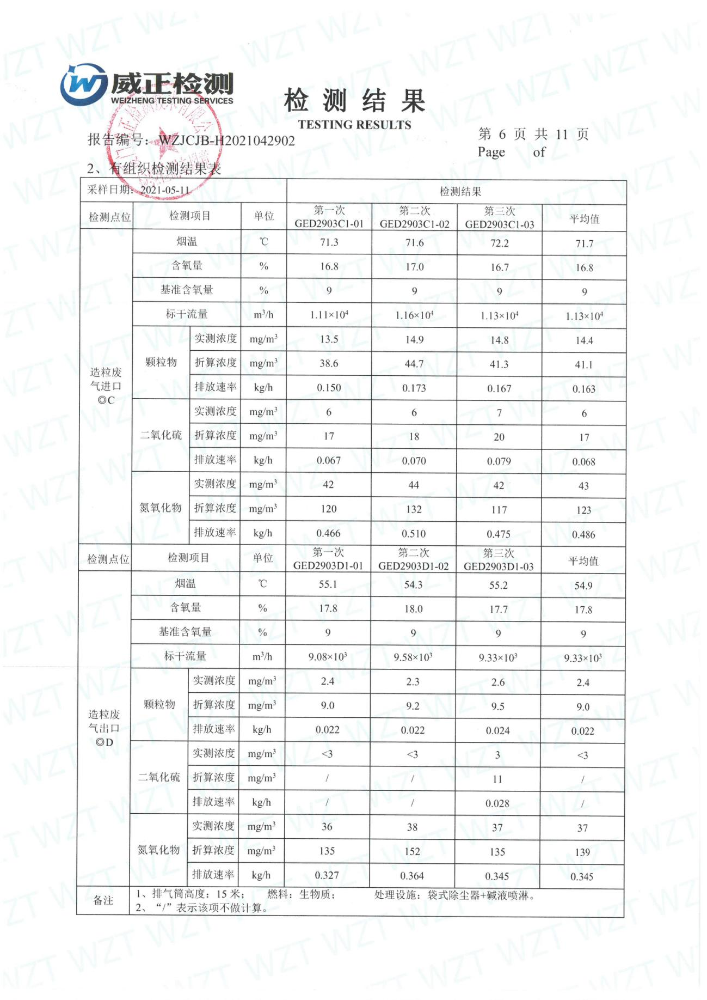 威正检测
WEIZHENG TESTING SERVICES
检测结果
TESTING RESULTS
报告编号：WZJCJB-H2021042902
第 6 页 共 11 页
Page of
2、有组织检测结果表
采样日期：2021-05-11 检测结果
检测点位 检测项目 单位 第一次 GED2903C1-01 第二次 GED2903C1-02 第三次 GED2903C1-03 平均值
造粒废气进口◎C
烟温 ℃ 71.3 71.6 72.2 71.7
含氧量 % 16.8 17.0 16.7 16.8
基准含氧量 % 9 9 9 9
标干流量 m³/h 1.11×10⁴ 1.16×10⁴ 1.13×10⁴ 1.13×10⁴
颗粒物 实测浓度 mg/m³ 13.5 14.9 14.8 14.4
折算浓度 mg/m³ 38.6 44.7 41.3 41.1
排放速率 kg/h 0.150 0.173 0.167 0.163
二氧化硫 实测浓度 mg/m³ 6 6 7 6
折算浓度 mg/m³ 17 18 20 17
排放速率 kg/h 0.067 0.070 0.079 0.068
氮氧化物 实测浓度 mg/m³ 42 44 42 43
折算浓度 mg/m³ 120 132 117 123
排放速率 kg/h 0.466 0.510 0.475 0.486
检测点位 检测项目 单位 第一次 GED2903D1-01 第二次 GED2903D1-02 第三次 GED2903D1-03 平均值
造粒废气出口◎D
烟温 ℃ 55.1 54.3 55.2 54.9
含氧量 % 17.8 18.0 17.7 17.8
基准含氧量 % 9 9 9 9
标干流量 m³/h 9.08×10³ 9.58×10³ 9.33×10³ 9.33×10³
颗粒物 实测浓度 mg/m³ 2.4 2.3 2.6 2.4
折算浓度 mg/m³ 9.0 9.2 9.5 9.0
排放速率 kg/h 0.022 0.022 0.024 0.022
二氧化硫 实测浓度 mg/m³ <3 <3 3 <3
折算浓度 mg/m³ / / 11 /
排放速率 kg/h / / 0.028 /
氮氧化物 实测浓度 mg/m³ 36 38 37 37
折算浓度 mg/m³ 135 152 135 139
排放速率 kg/h 0.327 0.364 0.345 0.345
备注 1、排气筒高度：15 米； 燃料：生物质； 处理设施：袋式除尘器+碱液喷淋。
2、“/”表示该项不做计算。